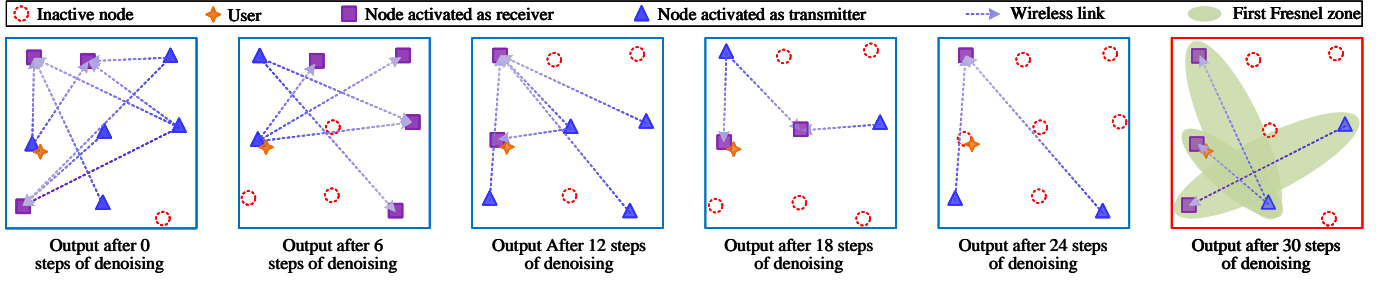 Inactive node User Node activated as receiver Node activated as transmitter Wireless link First Fresnel zone
Output after 0
steps of denoising
Output after 6
steps of denoising
Output After 12 steps
of denoising
Output after 18 steps
of denoising
Output after 24 steps
of denoising
Output after 30 steps
of denoising